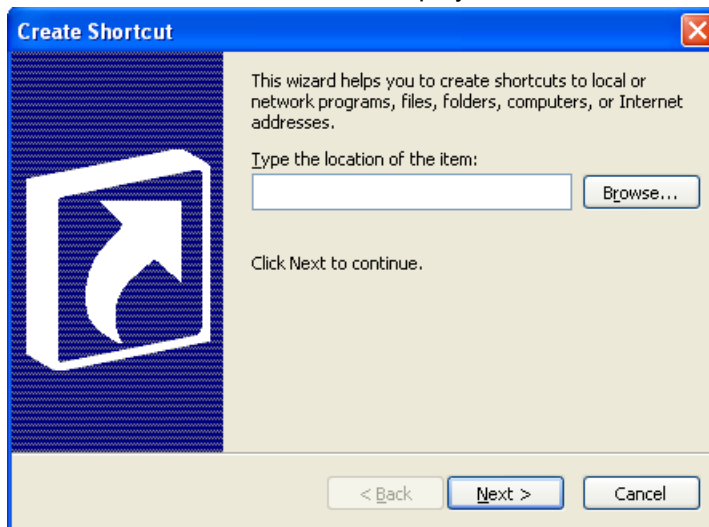 Create Shortcut
This wizard helps you to create shortcuts to local or
network programs, files, folders, computers, or Internet
addresses.
Type the location of the item:
Browse...
Click Next to continue.
< Back Next > Cancel